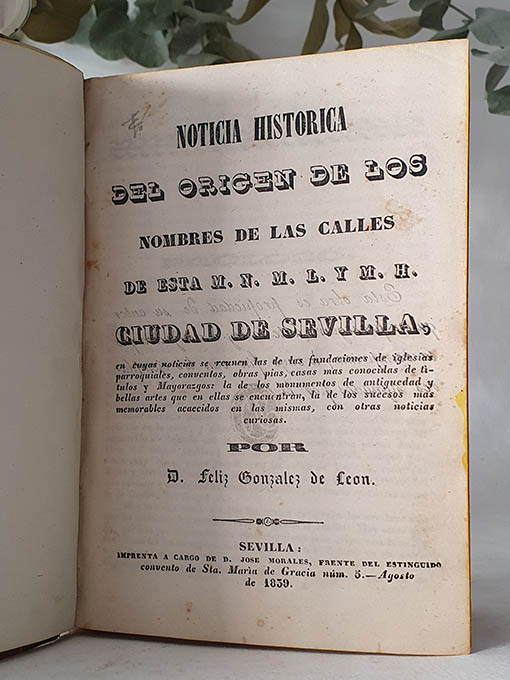 NOTICIA HISTORICA
DEL ORIGEN DE LOS
NOMBRES DE LAS CALLES
DE ESTA M. N. M. L. Y M. H.
CIUDAD DE SEVILLA,
en cuyas noticias se reunen las de las fundaciones de iglesias
parroquiales, conventos, obras pias, casas mas conocidas de tí-
tulos y Mayorazgos: la de los monumentos de antiguedad y
bellas artes que en ellas se encuentran, la de los sucesos mas
memorables acaecidos en las mismas, con otras noticias
curiosas.
POR
D. Feliz Gonzalez de Leon.
SEVILLA:
IMPRENTA A CARGO DE D. JOSE MORALES, FRENTE DEL ESTINGUIDO
convento de Sta. Marìa de Gracia núm. 5.—Agosto
de 1839.